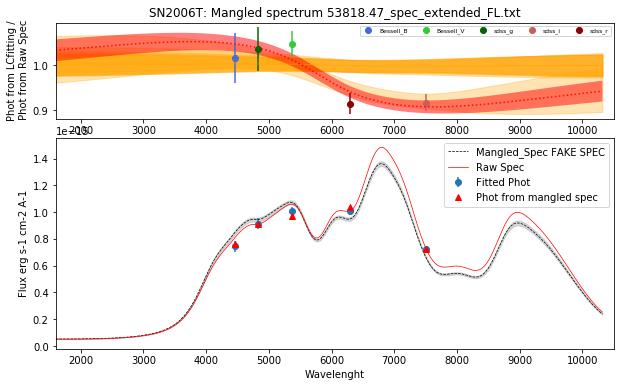 SN2006T: Mangled spectrum 53818.47_spec_extended_FL.txt
Phot from LCfitting /
Phot from Raw Spec
1.0
0.9
Bessell_B
Bessell_V
sdss_g
sdss_i
sdss_r
2000 3000 4000 5000 6000 7000 8000 9000 10000
Flux erg s-1 cm-2 A-1
1.4
1.2
1.0
0.8
0.6
0.4
0.2
0.0
Mangled_Spec FAKE SPEC
Raw Spec
Fitted Phot
Phot from mangled spec
2000 3000 4000 5000 6000 7000 8000 9000 10000
Wavelenght